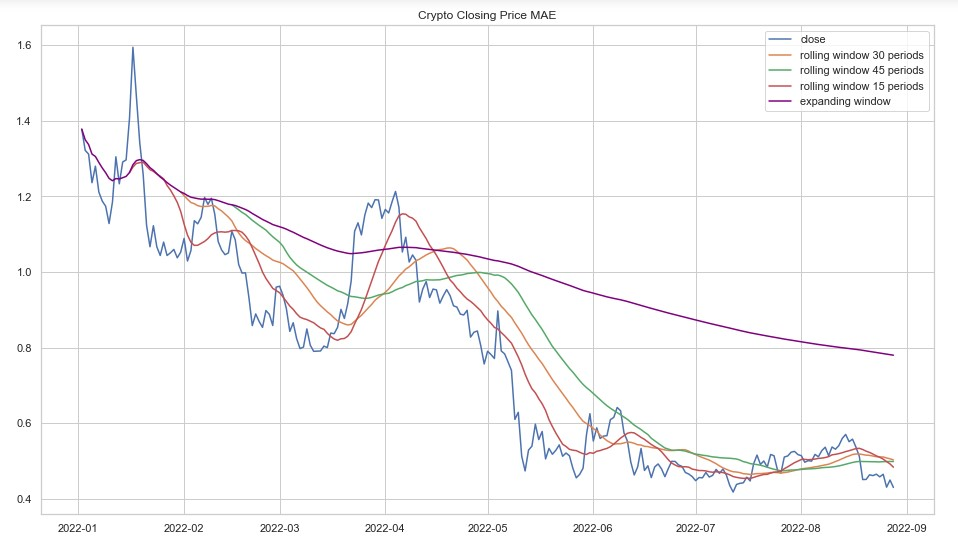 Crypto Closing Price MAE
close
rolling window 30 periods
rolling window 45 periods
rolling window 15 periods
expanding window
1.6
1.4
1.2
1.0
0.8
0.6
0.4
2022-01 2022-02 2022-03 2022-04 2022-05 2022-06 2022-07 2022-08 2022-09